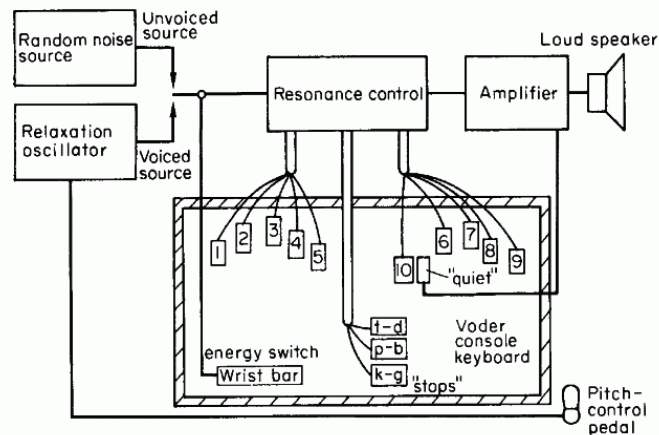 Unvoiced
source
Random noise
source
Loud speaker
Resonance control
Amplifier
Relaxation
oscillator
Voiced
source
1
2
3
4
5
6
7
8
9
10
"quiet"
t-d
p-b
k-g
"stops"
Voder
console
keyboard
energy switch
Wrist bar
Pitch-
control
pedal